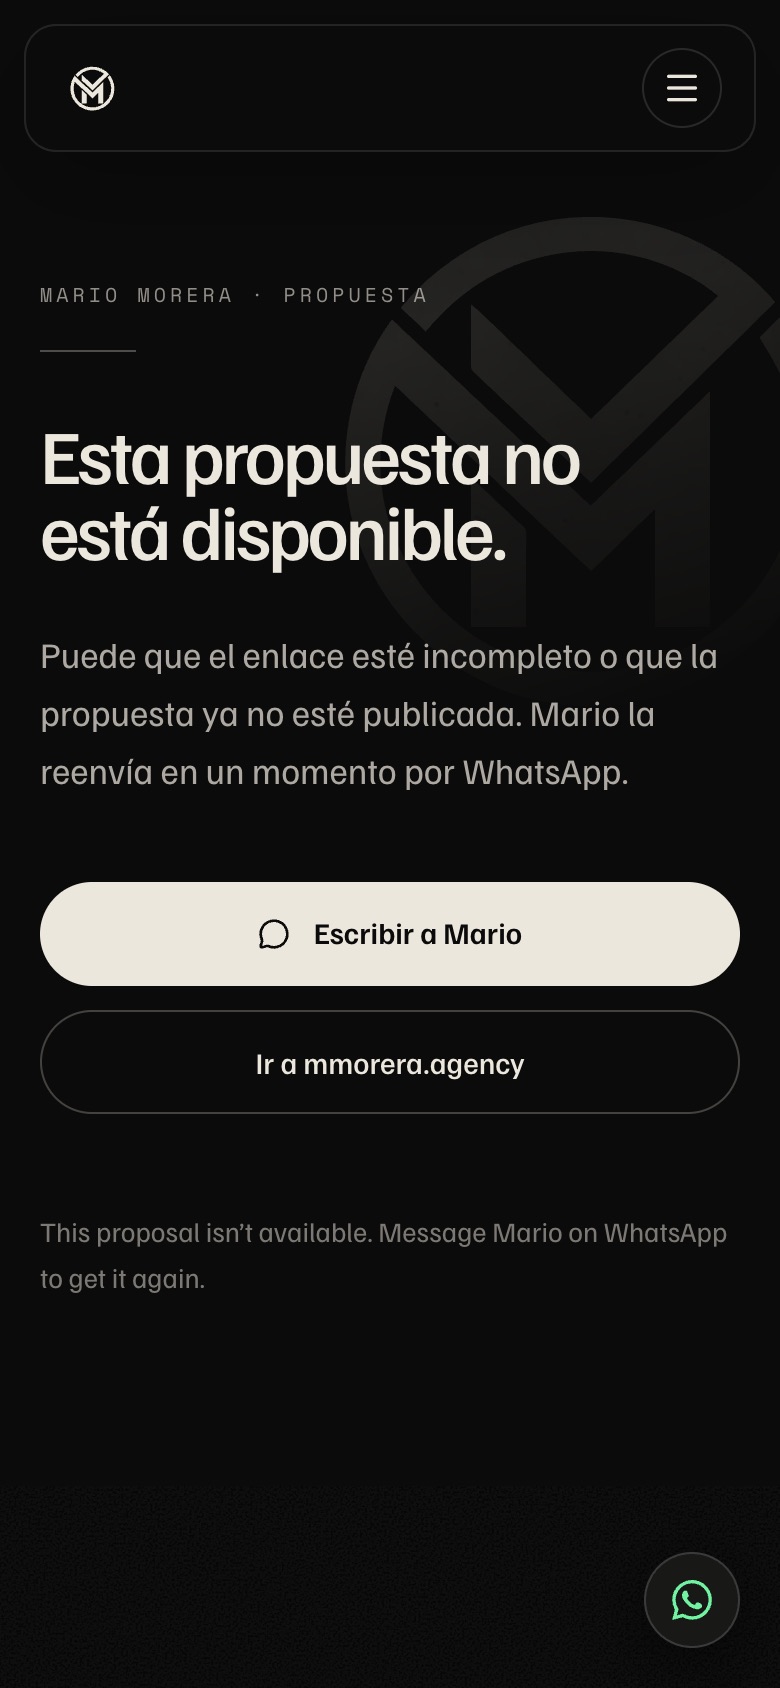 MARIO MORERA · PROPUESTA
Esta propuesta no
está disponible.
Puede que el enlace esté incompleto o que la
propuesta ya no esté publicada. Mario la
reenvía en un momento por WhatsApp.
Escribir a Mario
Ir a mmorera.agency
This proposal isn’t available. Message Mario on WhatsApp
to get it again.